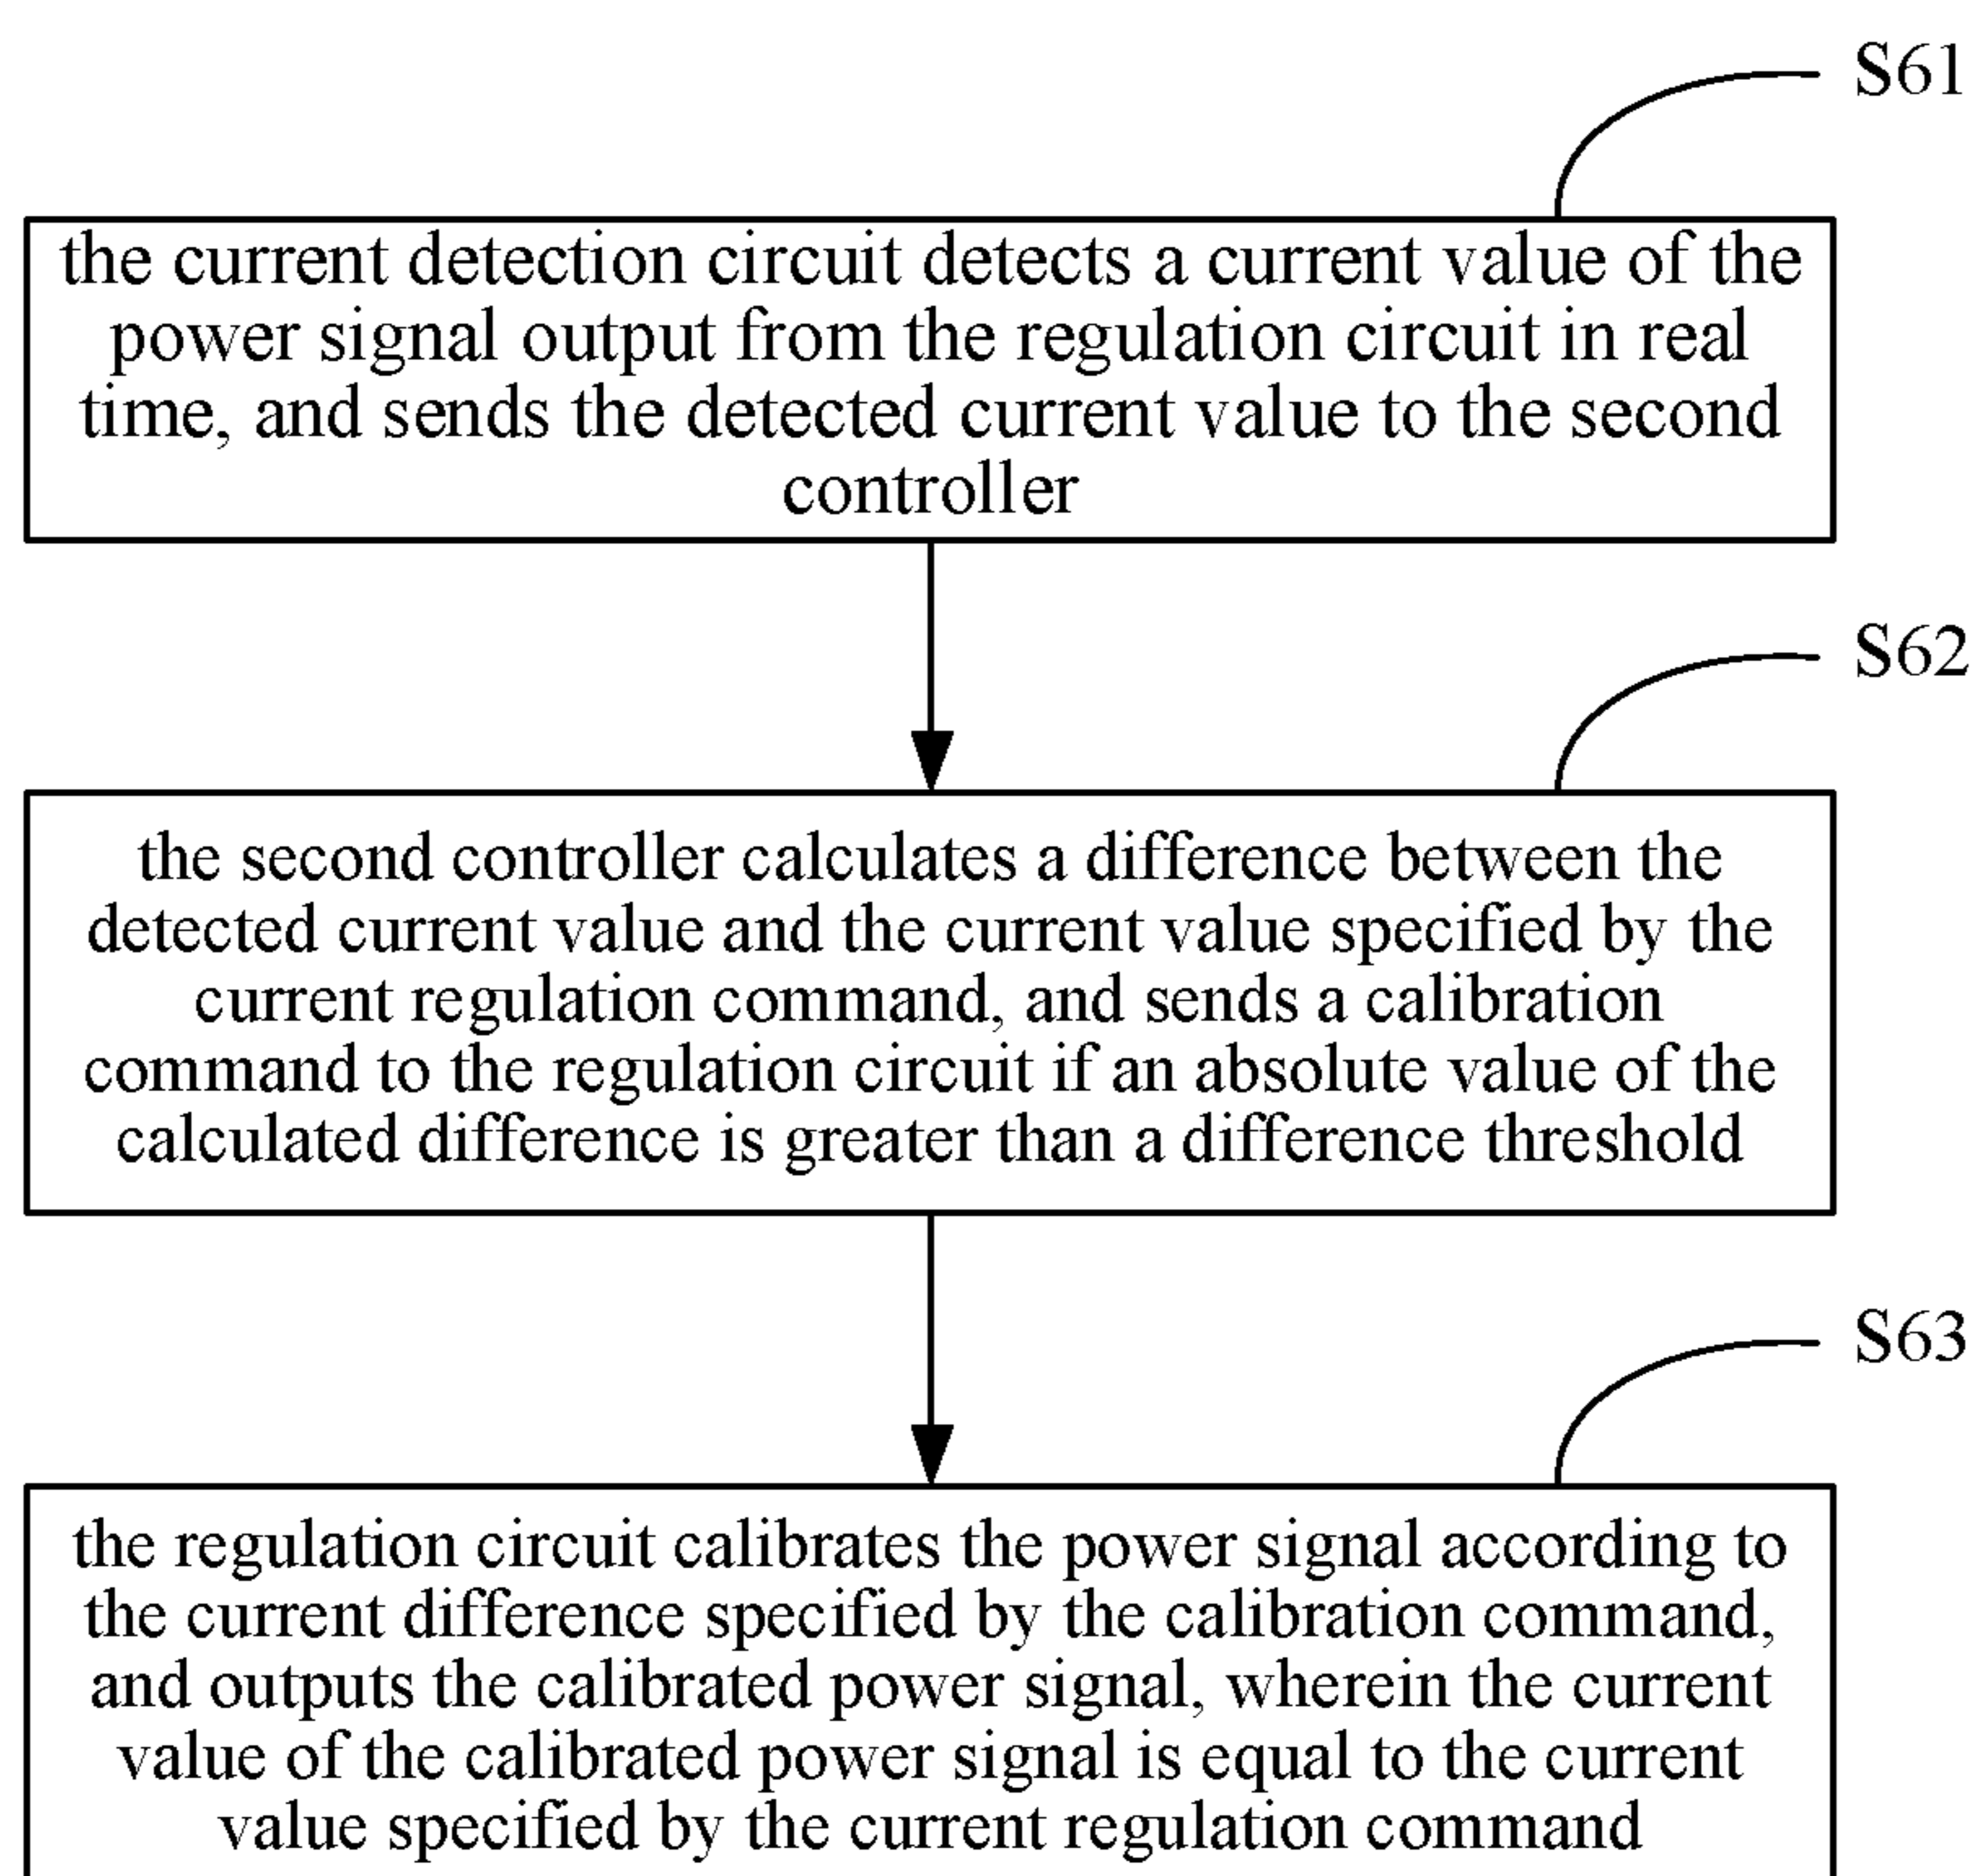 S61
the current detection circuit detects a current value of the
power signal output from the regulation circuit in real
time, and sends the detected current value to the second
controller
S62
the second controller calculates a difference between the
detected current value and the current value specified by the
current regulation command, and sends a calibration
command to the regulation circuit if an absolute value of the
calculated difference is greater than a difference threshold
S63
the regulation circuit calibrates the power signal according to
the current difference specified by the calibration command,
and outputs the calibrated power signal, wherein the current
value of the calibrated power signal is equal to the current
value specified by the current regulation command